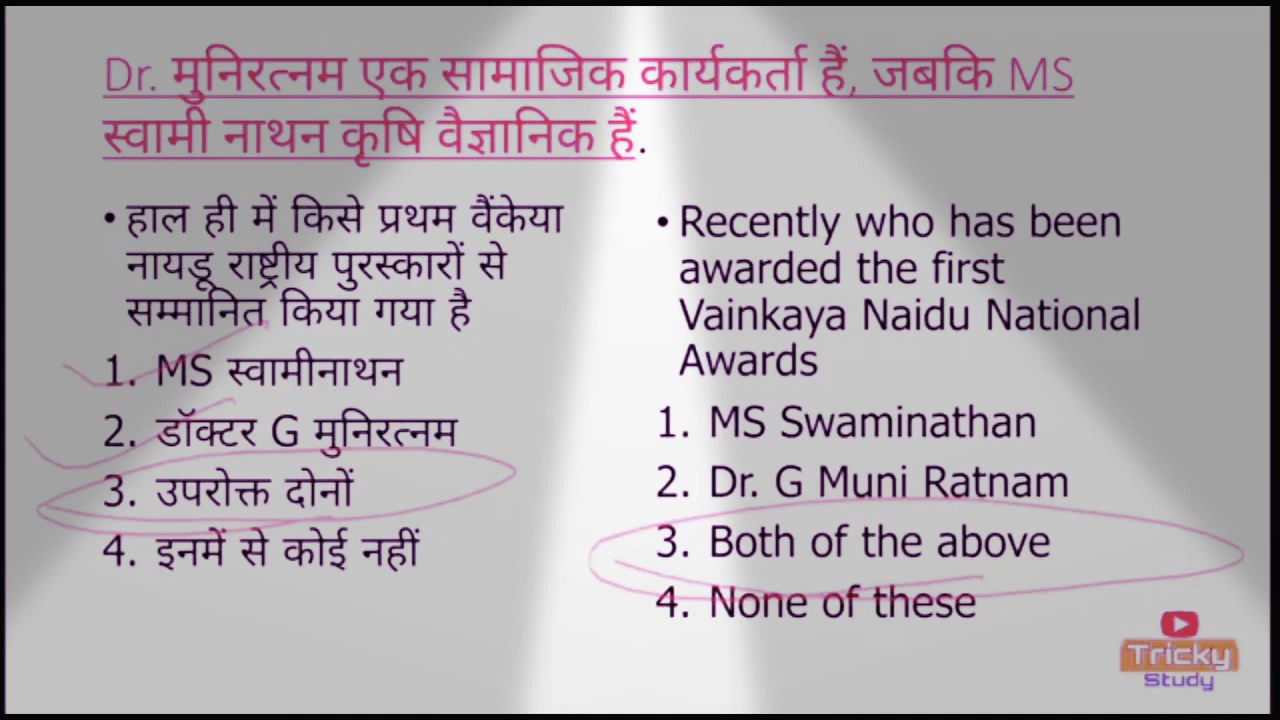 Dr. मुनिरत्नम एक सामाजिक कार्यकर्ता हैं, जबकि MS
स्वामी नाथन कृषि वैज्ञानिक हैं.
• हाल ही में किसे प्रथम वैंकेया
नायडू राष्ट्रीय पुरस्कारों से
सम्मानित किया गया है
1. MS स्वामीनाथन
2. डॉक्टर G मुनिरत्नम
3. उपरोक्त दोनों
4. इनमें से कोई नहीं
• Recently who has been
awarded the first
Vainkaya Naidu National
Awards
1. MS Swaminathan
2. Dr. G Muni Ratnam
3. Both of the above
4. None of these
Tricky
Study